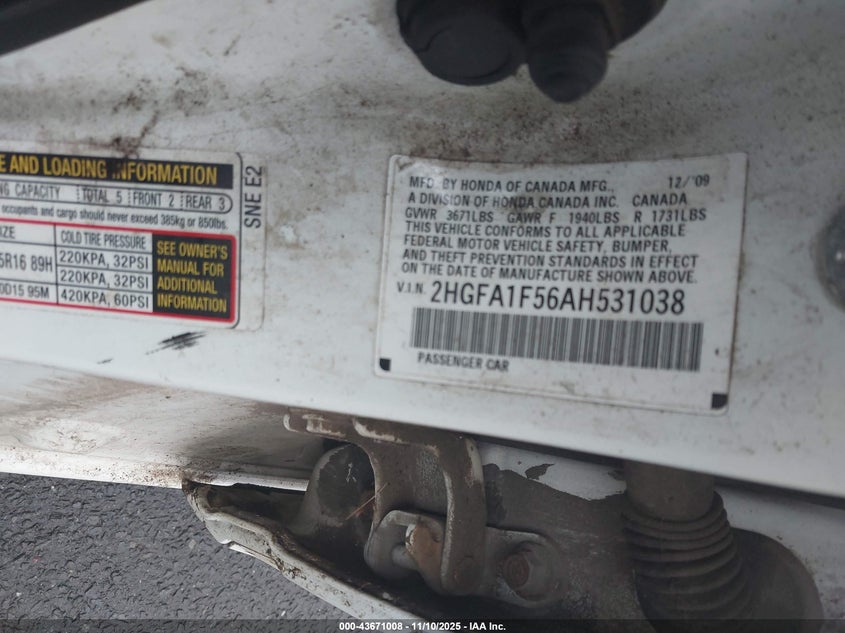 E AND LOADING INFORMATION
NG CAPACITY TOTAL 5 FRONT 2 REAR 3
occupants and cargo should never exceed 385kg or 850lbs.
IZE COLD TIRE PRESSURE
5R16 89H 220KPA, 32PSI
220KPA, 32PSI
0D15 95M 420KPA, 60PSI
SEE OWNER'S
MANUAL FOR
ADDITIONAL
INFORMATION
SNE E2
MFD. BY HONDA OF CANADA MFG., 12/'09
A DIVISION OF HONDA CANADA INC. CANADA
GVWR 3671LBS GAWR F 1940LBS R 1731LBS
THIS VEHICLE CONFORMS TO ALL APPLICABLE
FEDERAL MOTOR VEHICLE SAFETY, BUMPER,
AND THEFT PREVENTION STANDARDS IN EFFECT
ON THE DATE OF MANUFACTURE SHOWN ABOVE.
V.I.N. 2HGFA1F56AH531038
PASSENGER CAR
000-43671008 - 11/10/2025 - IAA Inc.